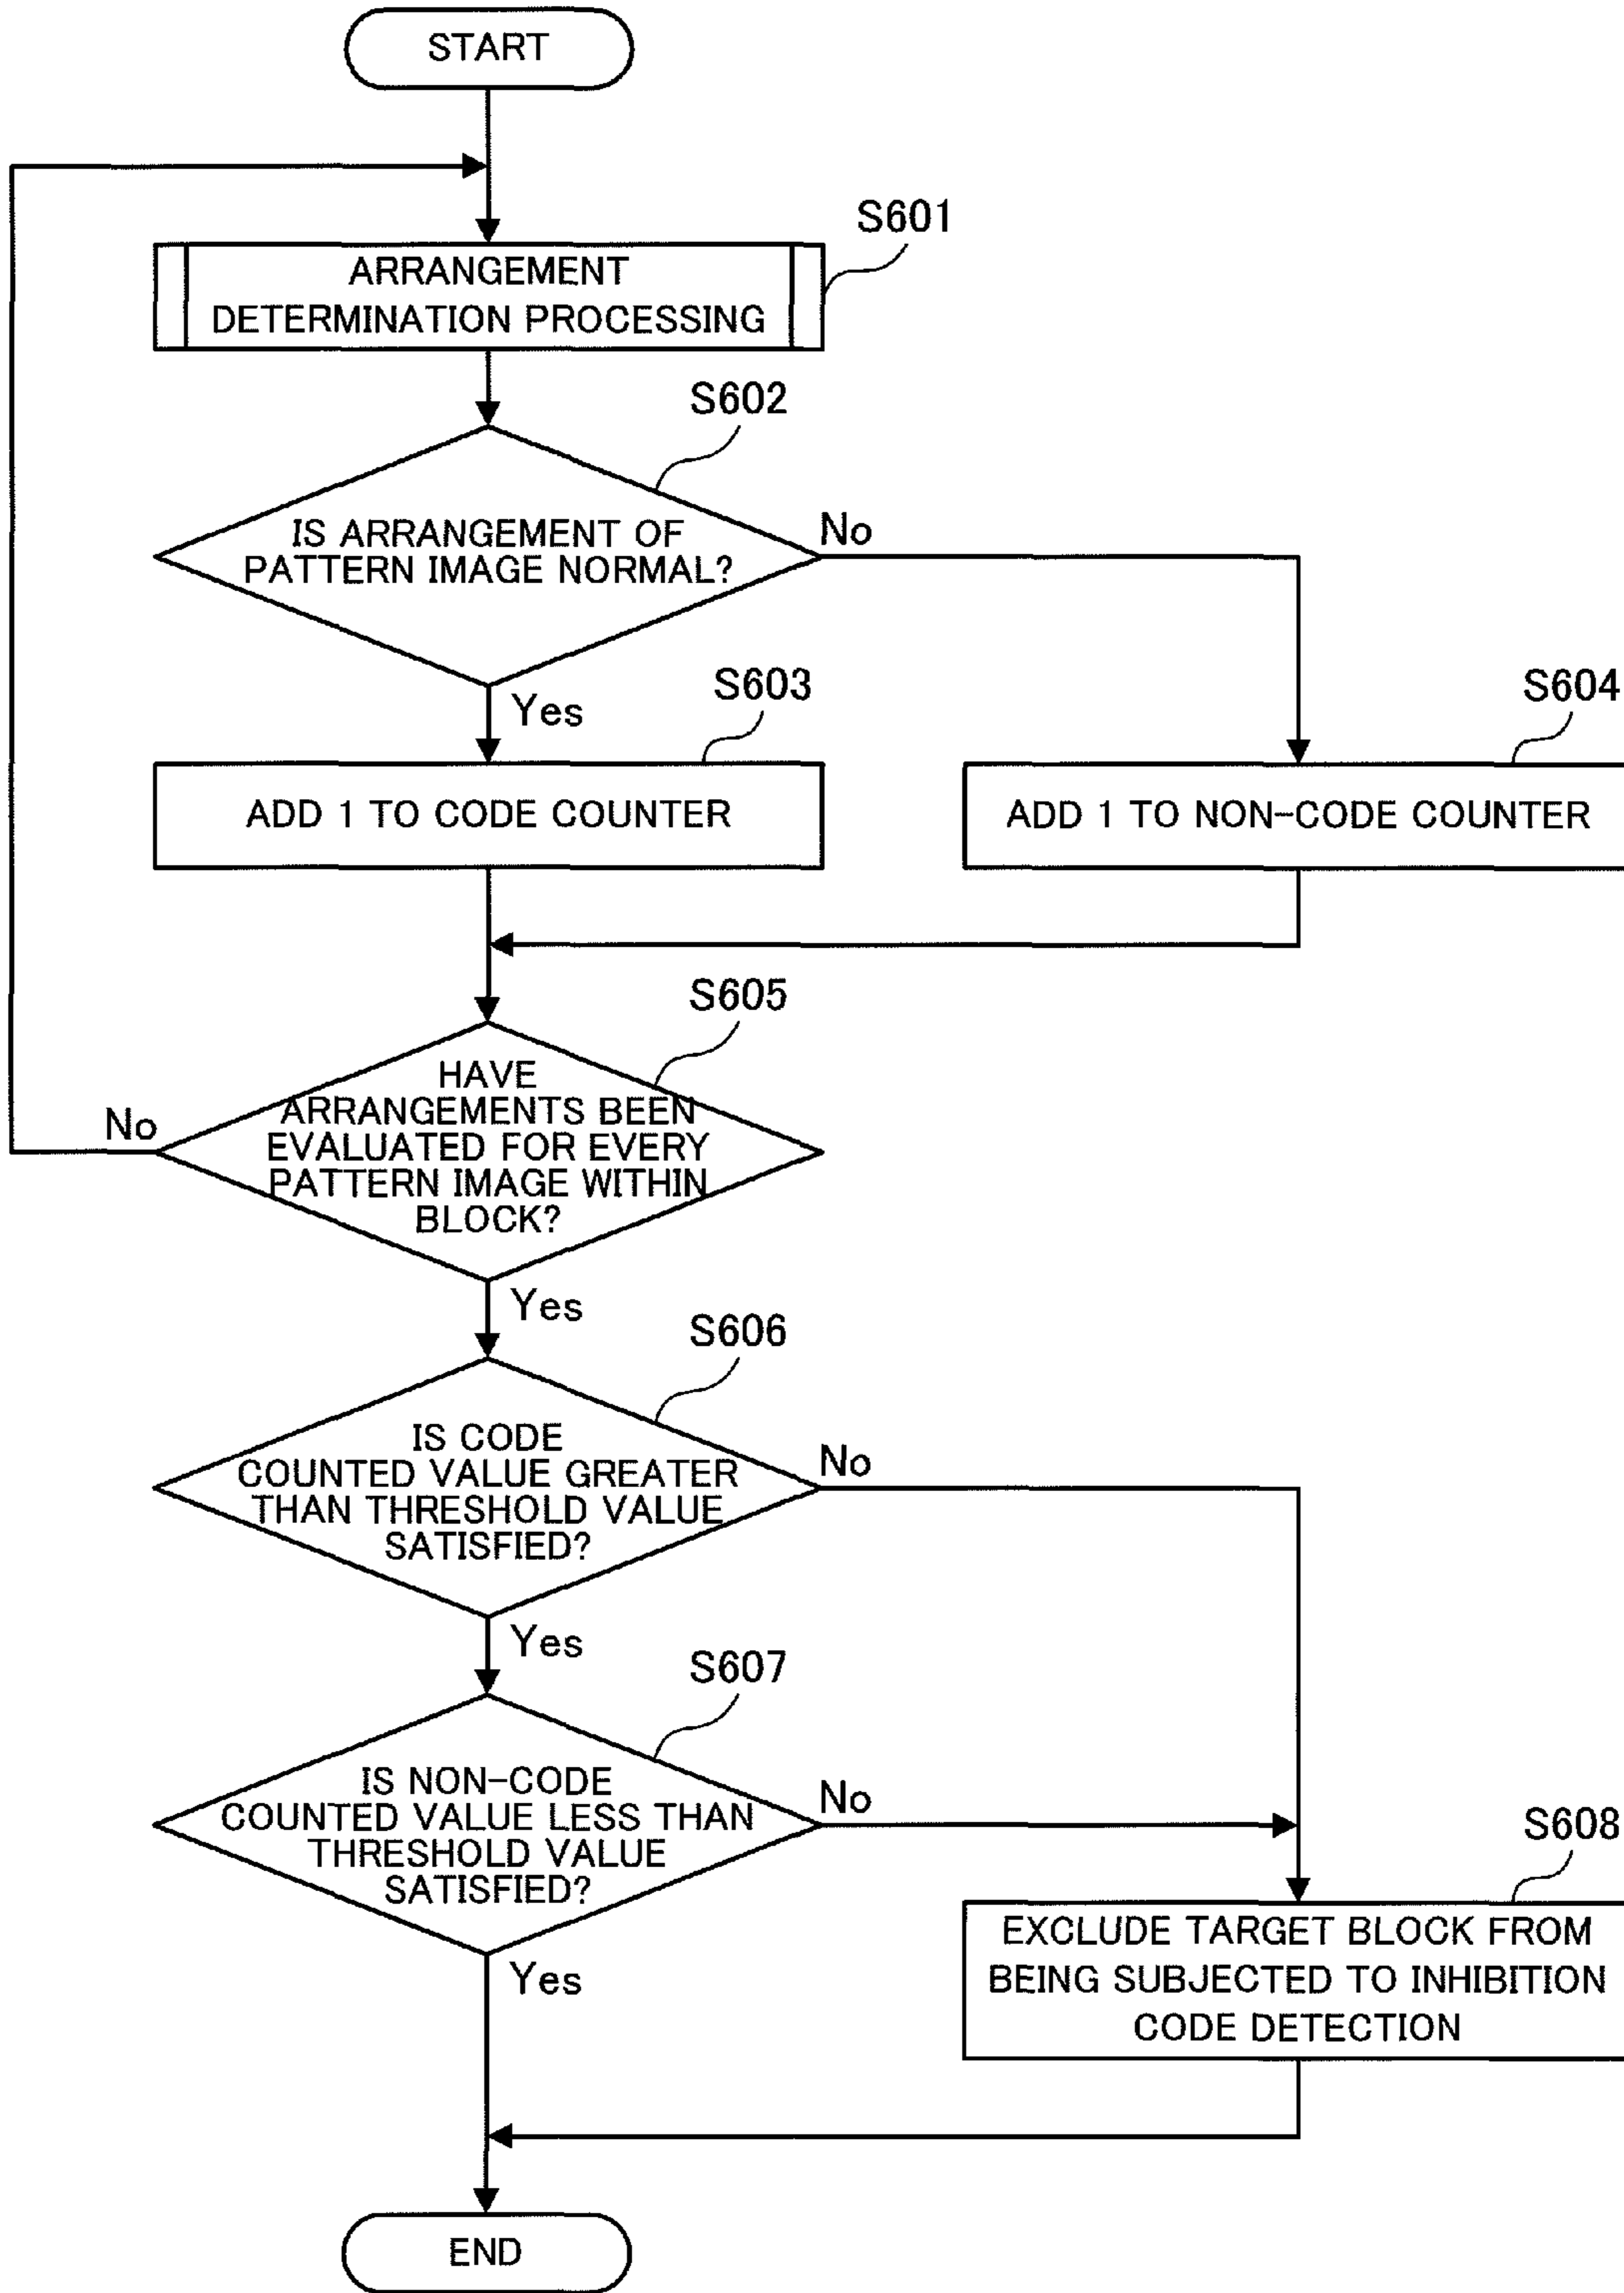 START
S601
ARRANGEMENT
DETERMINATION PROCESSING
S602
IS ARRANGEMENT OF
PATTERN IMAGE NORMAL?
No
Yes
S603
S604
ADD 1 TO CODE COUNTER
ADD 1 TO NON-CODE COUNTER
S605
HAVE
ARRANGEMENTS BEEN
EVALUATED FOR EVERY
PATTERN IMAGE WITHIN
BLOCK?
No
Yes
S606
IS CODE
COUNTED VALUE GREATER
THAN THRESHOLD VALUE
SATISFIED?
No
Yes
S607
IS NON-CODE
COUNTED VALUE LESS THAN
THRESHOLD VALUE
SATISFIED?
No
Yes
S608
EXCLUDE TARGET BLOCK FROM
BEING SUBJECTED TO INHIBITION
CODE DETECTION
END